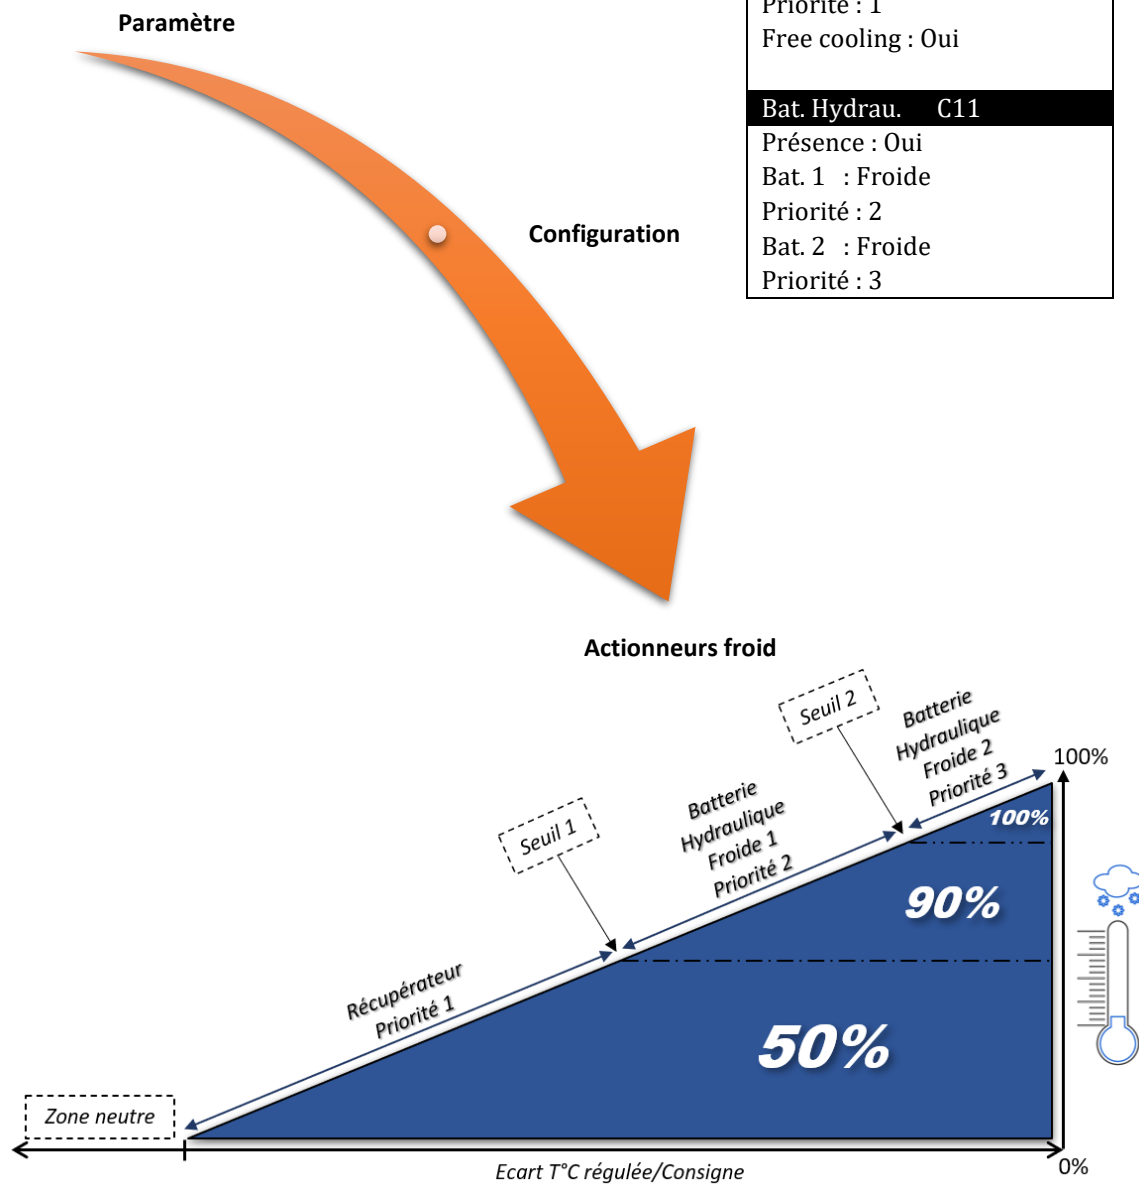 Priorité : 1
Paramètre
Free cooling : Oui
Bat. Hydrau. C11
Présence : Oui
Bat. 1 : Froide
Priorité : 2
Configuration
Bat. 2 : Froide
Priorité : 3
Actionneurs froid
Seuil 2
Batterie
Hydraulique
Froide 2
Priorité 3
100%
100%
Seuil 1
Batterie
Hydraulique
Froide 1
Priorité 2
90%
Récupérateur
Priorité 1
50%
Zone neutre
Ecart T°C régulée/Consigne
0%